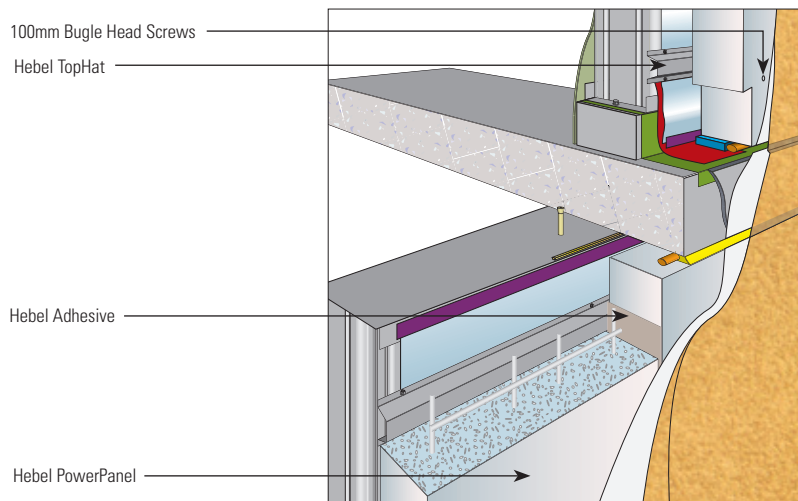 100mm Bugle Head Screws
Hebel TopHat
Hebel Adhesive
Hebel PowerPanel